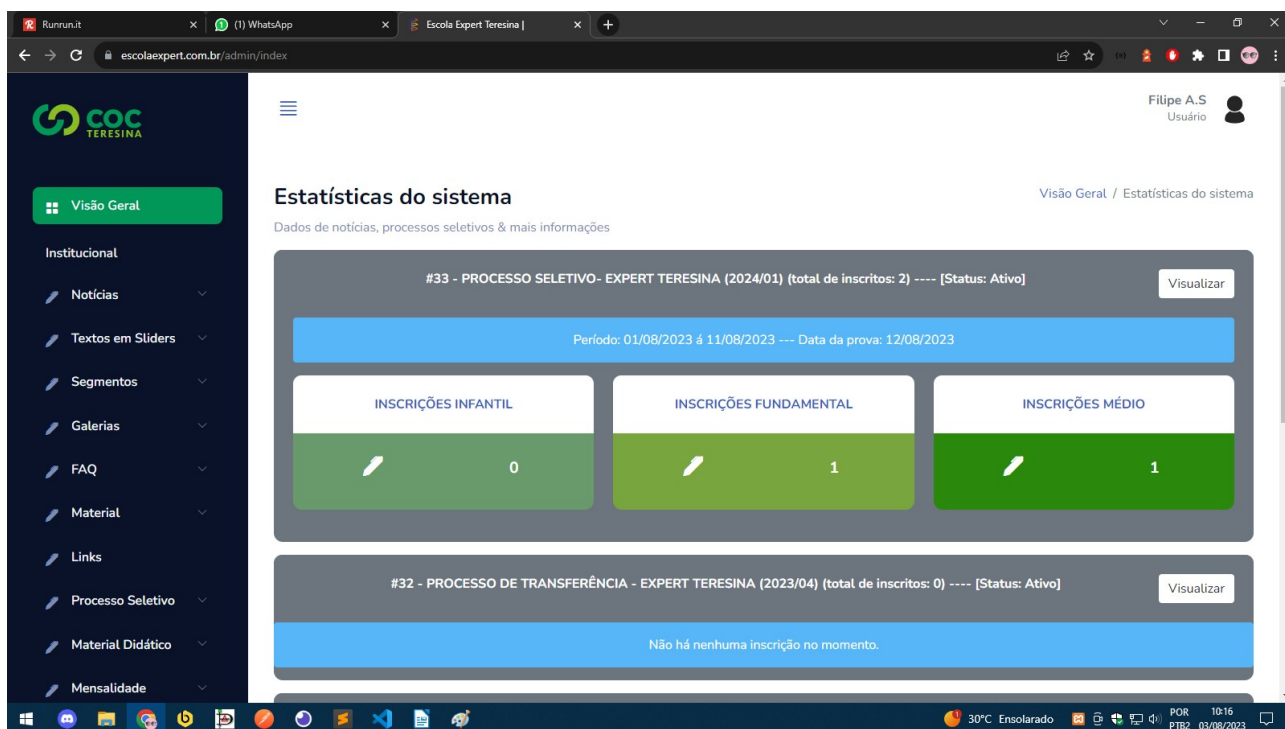 Runrun.it
(1) WhatsApp
Escola Expert Teresina |
escolaexpert.com.br/admin/index
COC
TERESINA
Filipe A.S
Usuário
Visão Geral
Institucional
Notícias
Textos em Sliders
Segmentos
Galerias
FAQ
Material
Links
Processo Seletivo
Material Didático
Mensalidade
Estatísticas do sistema
Visão Geral / Estatísticas do sistema
Dados de notícias, processos seletivos & mais informações
#33 - PROCESSO SELETIVO- EXPERT TERESINA (2024/01) (total de inscritos: 2) ---- [Status: Ativo]
Visualizar
Período: 01/08/2023 á 11/08/2023 --- Data da prova: 12/08/2023
INSCRIÇÕES INFANTIL
0
INSCRIÇÕES FUNDAMENTAL
1
INSCRIÇÕES MÉDIO
1
#32 - PROCESSO DE TRANSFERÊNCIA - EXPERT TERESINA (2023/04) (total de inscritos: 0) ---- [Status: Ativo]
Visualizar
Não há nenhuma inscrição no momento.
30°C Ensolarado
POR
PTB2
10:16
03/08/2023